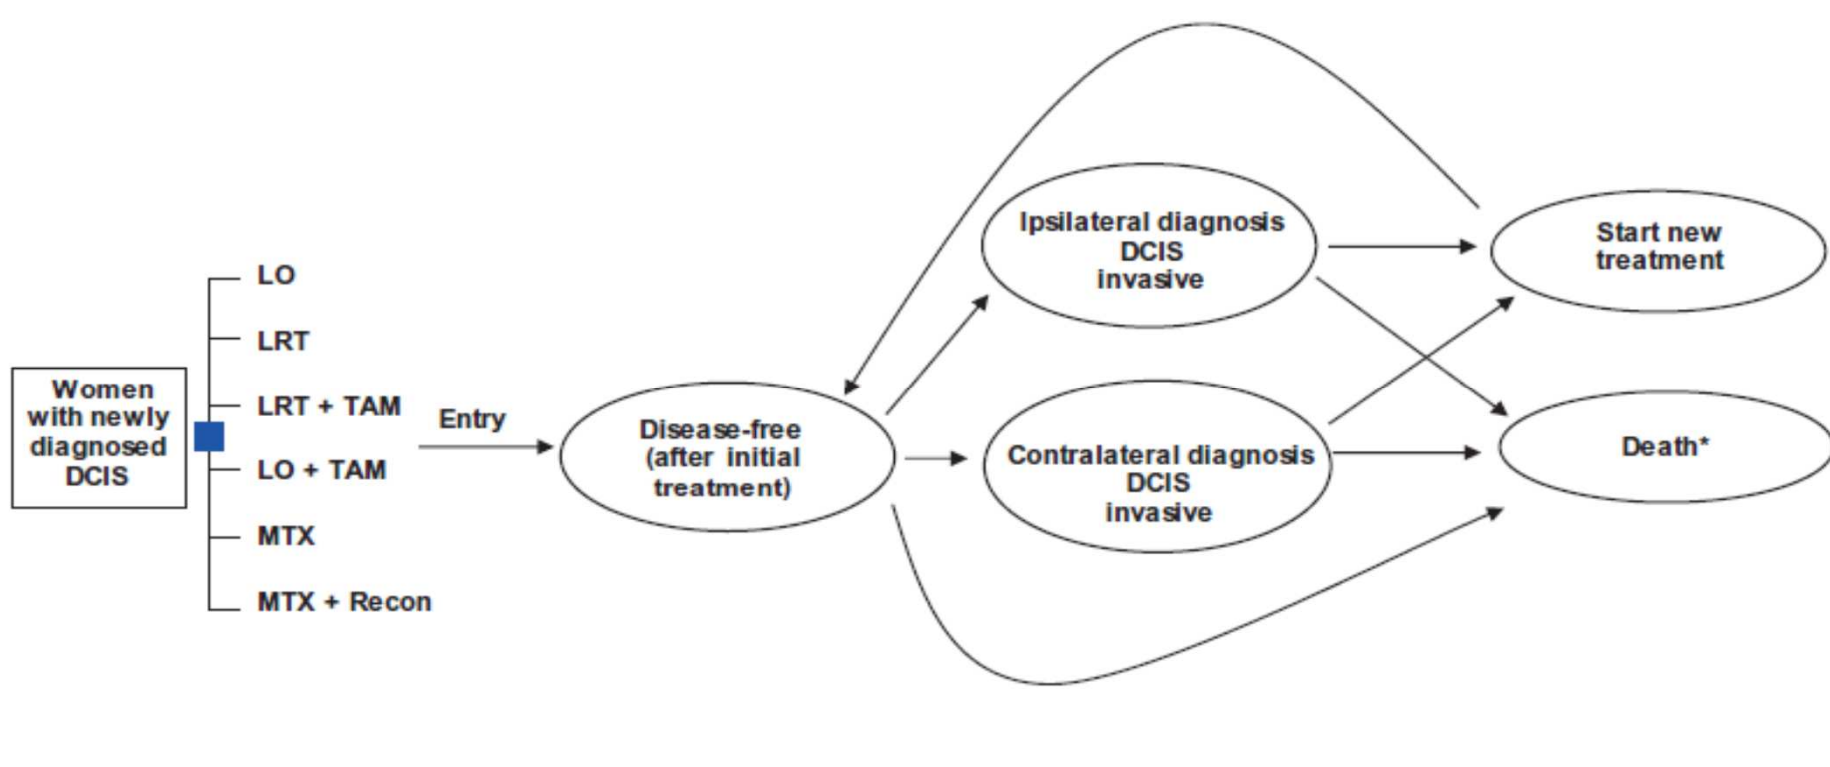 Women
with newly
diagnosed
DCIS
LO
LRT
LRT + TAM
LO + TAM
MTX
MTX + Recon
Entry
Disease-free
(after initial
treatment)
Ipsilateral diagnosis
DCIS
invasive
Contralateral diagnosis
DCIS
invasive
Start new
treatment
Death*